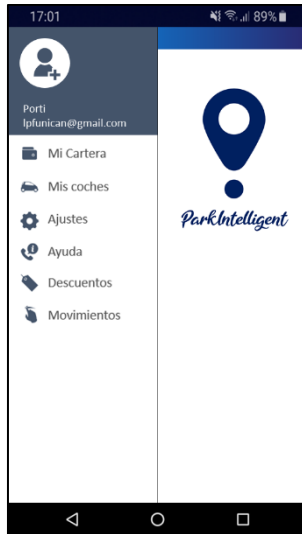 17:01
89%
Porti
lpfunican@gmail.com
Mi Cartera
Mis coches
Ajustes
Ayuda
Descuentos
Movimientos
ParkIntelligent